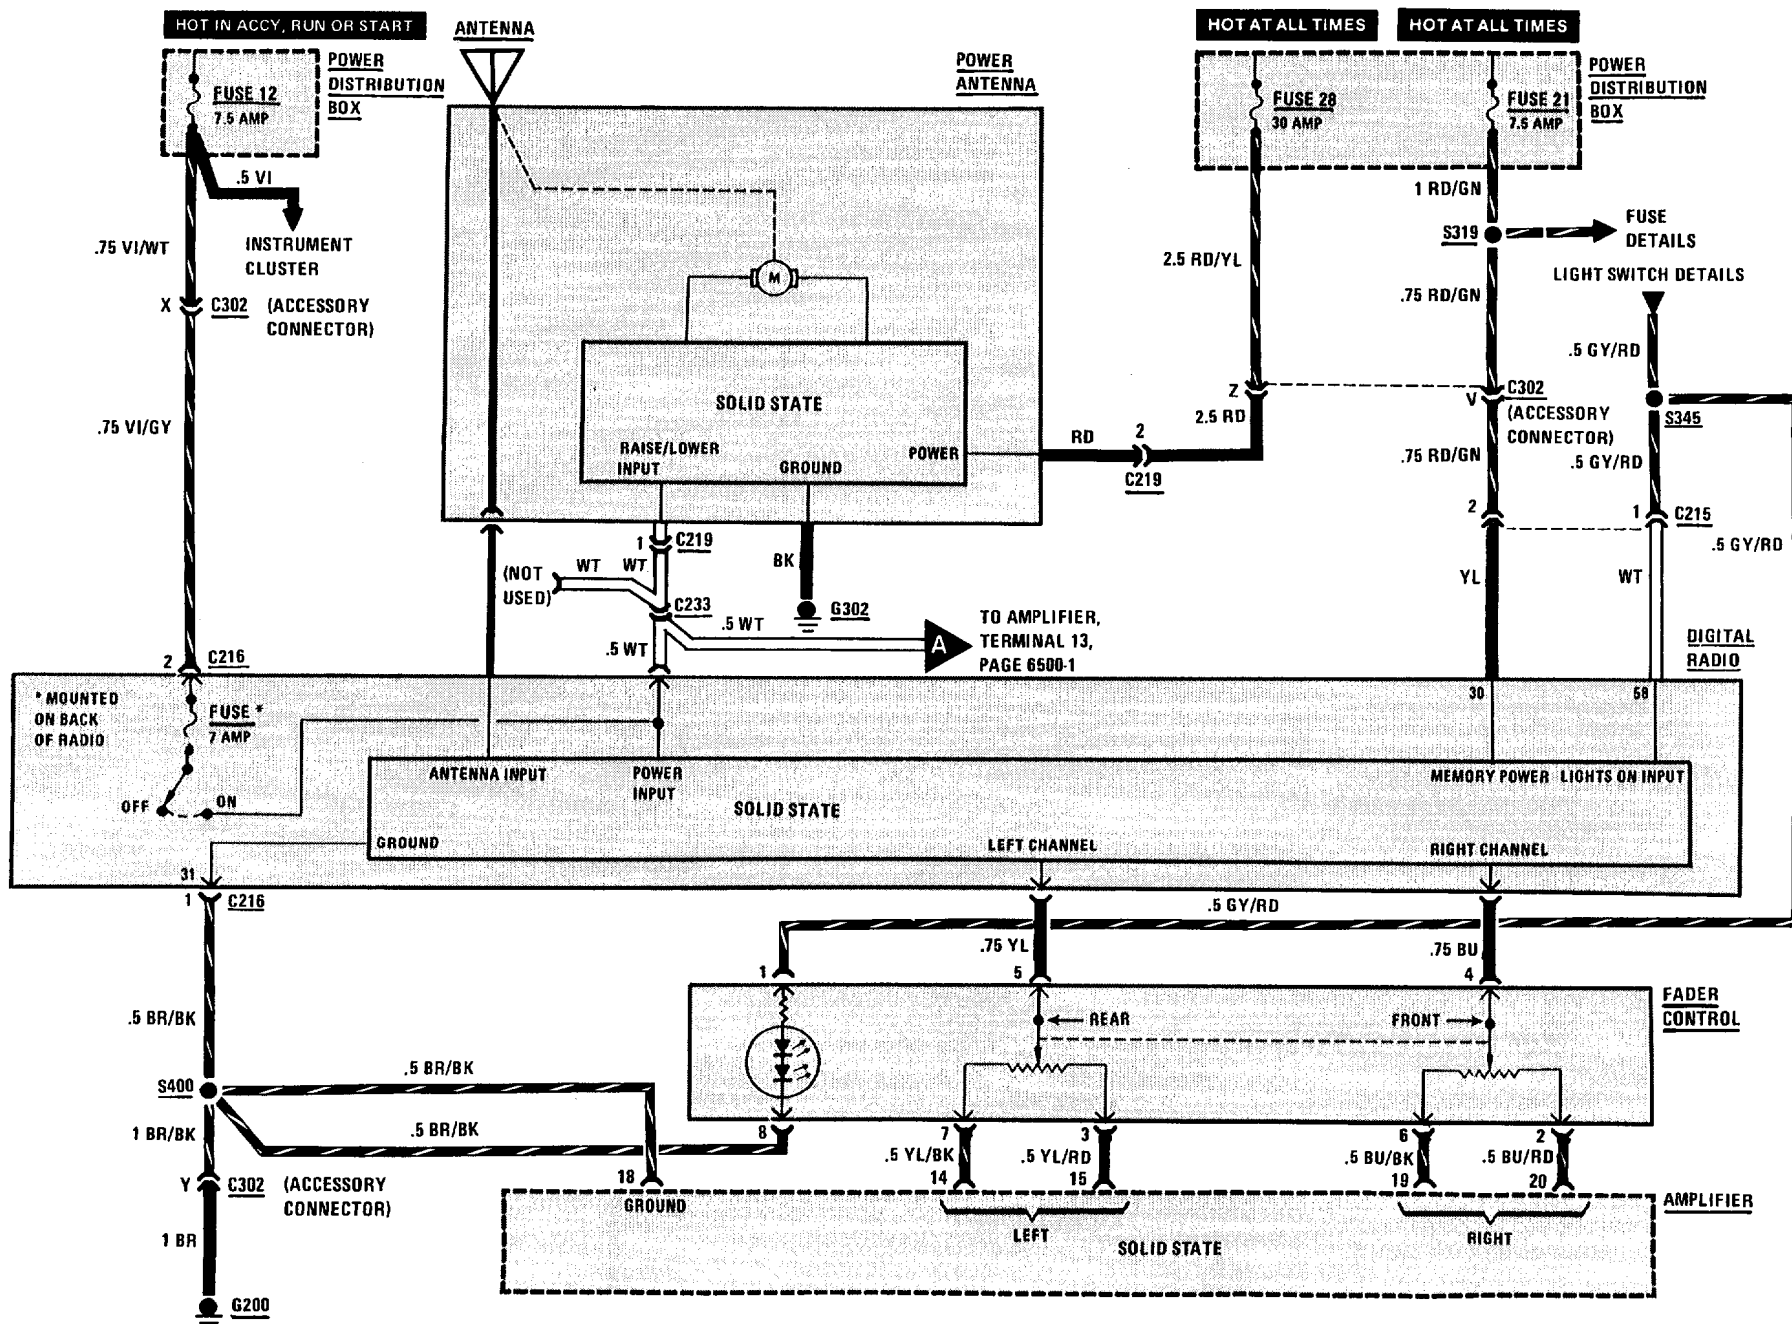 HOT IN ACCY, RUN OR START
ANTENNA
HOT AT ALL TIMES
HOT AT ALL TIMES
POWER
DISTRIBUTION
BOX
FUSE 12
7.5 AMP
.5 VI
INSTRUMENT
CLUSTER
.75 VI/WT
X
C302
(ACCESSORY
CONNECTOR)
.75 VI/GY
2
C216
POWER
ANTENNA
M
SOLID STATE
RAISE/LOWER
INPUT
GROUND
POWER
RD
2
C219
1
C219
(NOT
USED)
WT
WT
C233
.5 WT
.5 WT
BK
G302
A
TO AMPLIFIER,
TERMINAL 13,
PAGE 6500-1
FUSE 28
30 AMP
FUSE 21
7.5 AMP
POWER
DISTRIBUTION
BOX
1 RD/GN
S319
FUSE
DETAILS
2.5 RD/YL
.75 RD/GN
LIGHT SWITCH DETAILS
.5 GY/RD
Z
2.5 RD
V
C302
(ACCESSORY
CONNECTOR)
S345
.75 RD/GN
.5 GY/RD
2
1
C215
.5 GY/RD
YL
WT
DIGITAL
RADIO
* MOUNTED
ON BACK
OF RADIO
FUSE *
7 AMP
OFF
ON
30
58
ANTENNA INPUT
POWER
INPUT
MEMORY POWER
LIGHTS ON INPUT
SOLID STATE
GROUND
LEFT CHANNEL
RIGHT CHANNEL
31
1
C216
.5 GY/RD
.75 YL
.75 BU
1
5
4
FADER
CONTROL
REAR
FRONT
.5 BR/BK
S400
.5 BR/BK
1 BR/BK
.5 BR/BK
8
7
3
6
2
.5 YL/BK
.5 YL/RD
.5 BU/BK
.5 BU/RD
Y
C302
(ACCESSORY
CONNECTOR)
18
14
15
19
20
AMPLIFIER
GROUND
LEFT
RIGHT
SOLID STATE
1 BR
G200